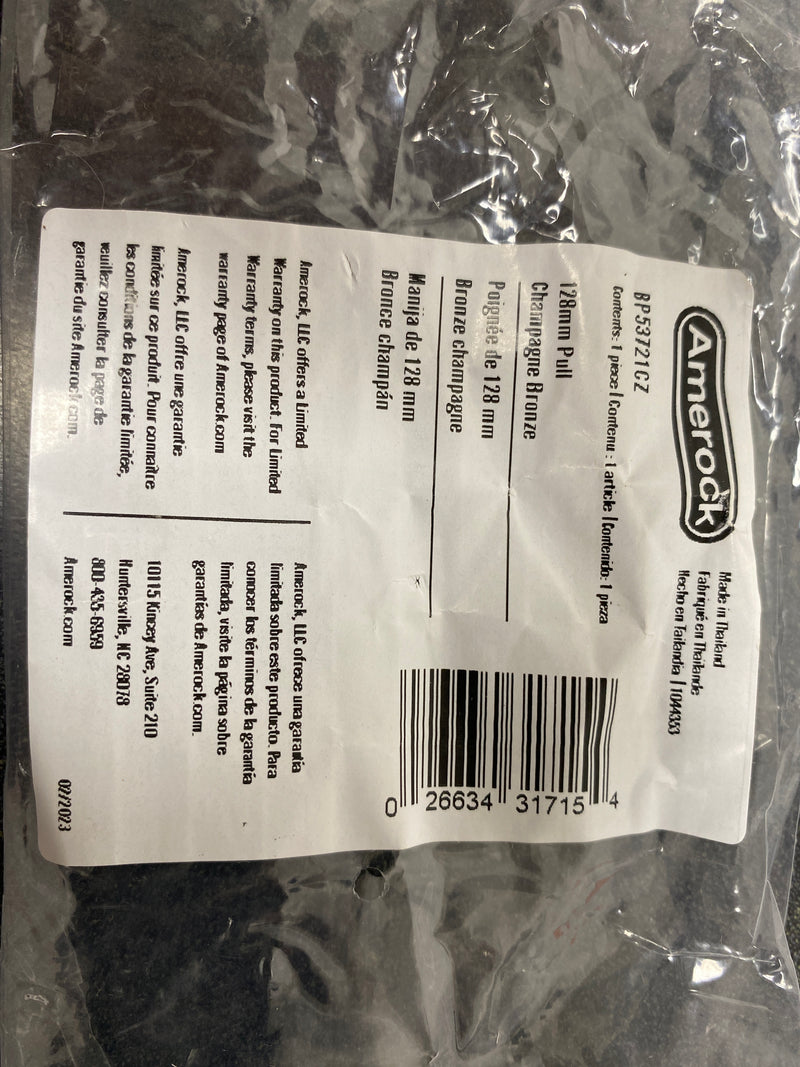 Amerock
Made in Thailand
Fabriqué en Thaïlande
Hecho en Tailandia | 1044353
BP53721CZ
Contents: 1 piece | Contenu : 1 article | Contenido: 1 pieza
128mm Pull
Champagne Bronze
Poignée de 128 mm
Bronze champagne
Manija de 128 mm
Bronce champán
0 26634 31715 4
Amerock, LLC offers a Limited
Warranty on this product. For Limited
Warranty terms, please visit the
warranty page of Amerock.com
Amerock, LLC offre une garantie
limitée sur ce produit. Pour connaître
les conditions de la garantie limitée,
veuillez consulter la page de
garantie du site Amerock.com.
Amerock, LLC ofrece una garantía
limitada sobre este producto. Para
conocer los términos de la garantía
limitada, visite la página sobre
garantías de Amerock.com.
10115 Kincey Ave, Suite 210
Huntersville, NC 28078
800-435-6959
Amerock.com
02/2023